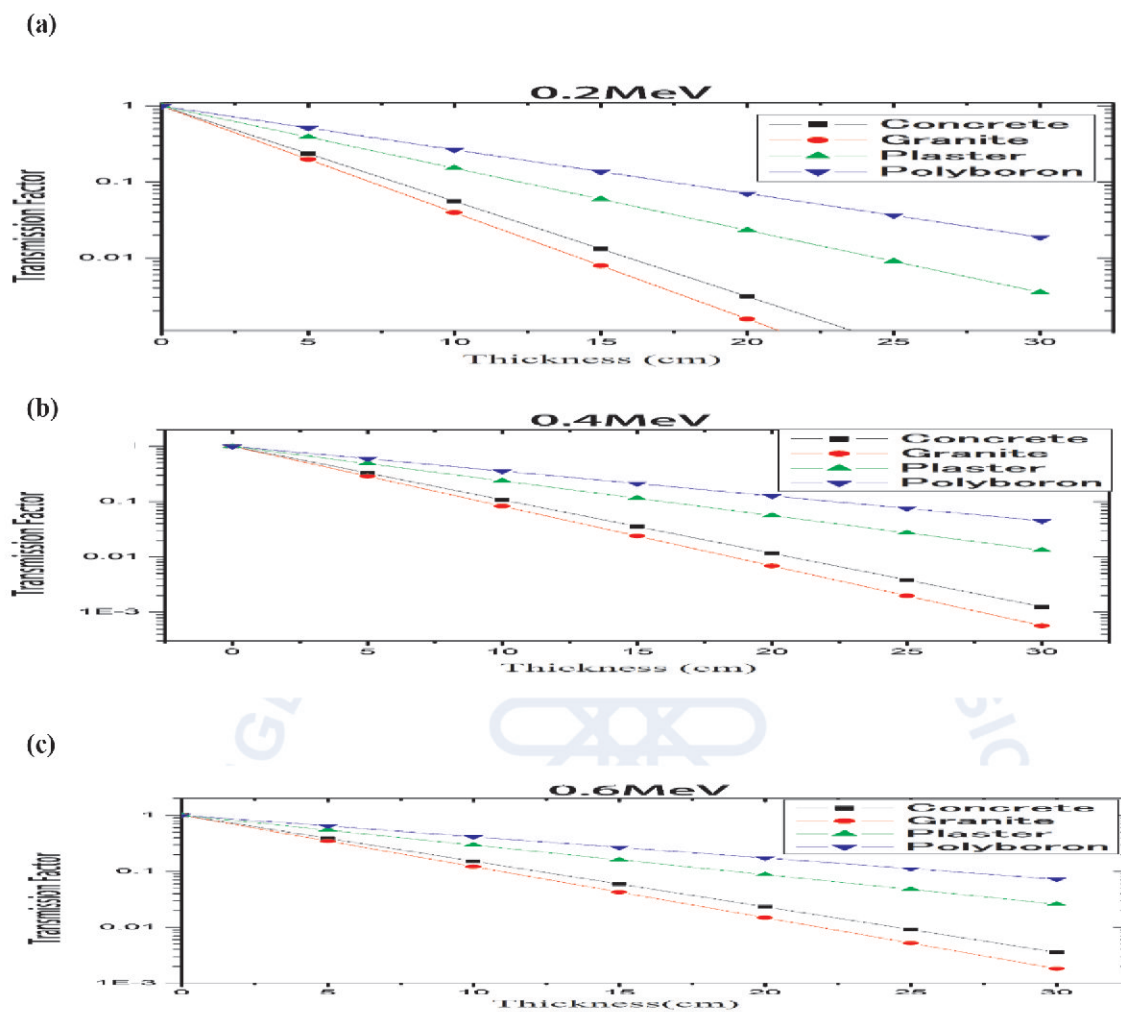 (a)
0.2MeV
Concrete
Granite
Plaster
Polyboron
Transmission Factor
1
0.1
0.01
0 5 10 15 20 25 30
Thickness (cm)
(b)
0.4MeV
Concrete
Granite
Plaster
Polyboron
Transmission Factor
0.1
0.01
1E-3
0 5 10 15 20 25 30
Thickness (cm)
(c)
0.6MeV
Concrete
Granite
Plaster
Polyboron
Transmission Factor
1
0.1
0.01
1E-3
0 5 10 15 20 25 30
Thickness(cm)